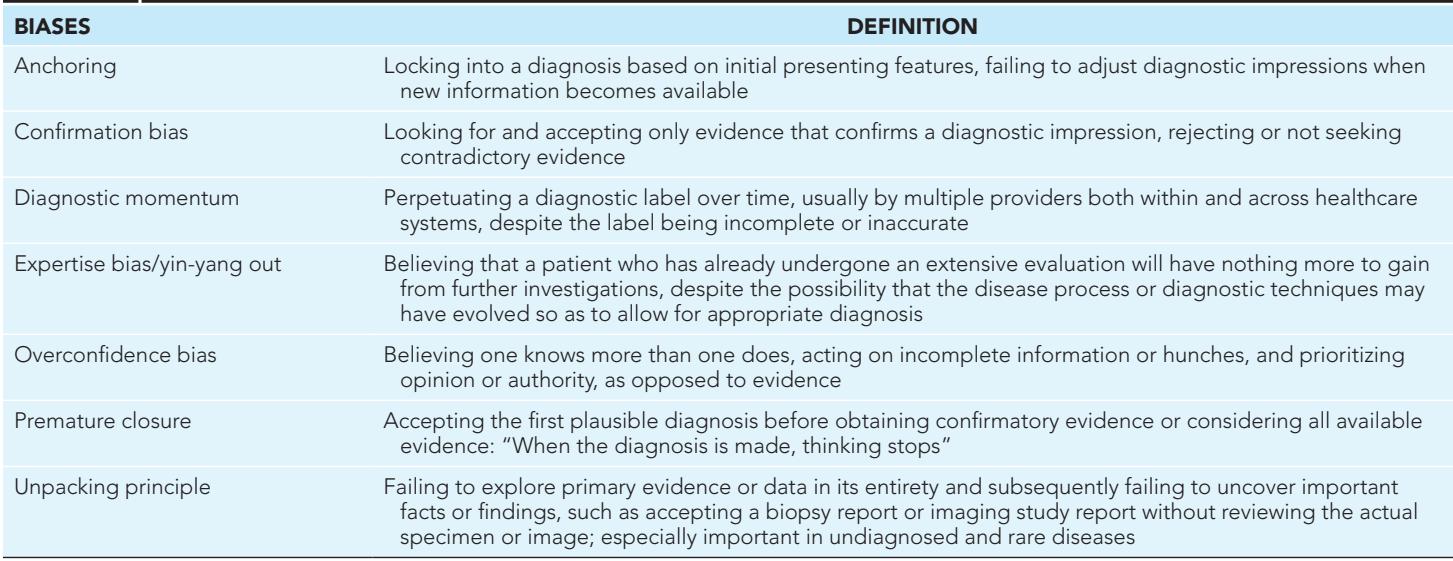 BIASES DEFINITION
Anchoring Locking into a diagnosis based on initial presenting features, failing to adjust diagnostic impressions when
new information becomes available
Confirmation bias Looking for and accepting only evidence that confirms a diagnostic impression, rejecting or not seeking
contradictory evidence
Diagnostic momentum Perpetuating a diagnostic label over time, usually by multiple providers both within and across healthcare
systems, despite the label being incomplete or inaccurate
Expertise bias/yin-yang out Believing that a patient who has already undergone an extensive evaluation will have nothing more to gain
from further investigations, despite the possibility that the disease process or diagnostic techniques may
have evolved so as to allow for appropriate diagnosis
Overconfidence bias Believing one knows more than one does, acting on incomplete information or hunches, and prioritizing
opinion or authority, as opposed to evidence
Premature closure Accepting the first plausible diagnosis before obtaining confirmatory evidence or considering all available
evidence: “When the diagnosis is made, thinking stops”
Unpacking principle Failing to explore primary evidence or data in its entirety and subsequently failing to uncover important
facts or findings, such as accepting a biopsy report or imaging study report without reviewing the actual
specimen or image; especially important in undiagnosed and rare diseases